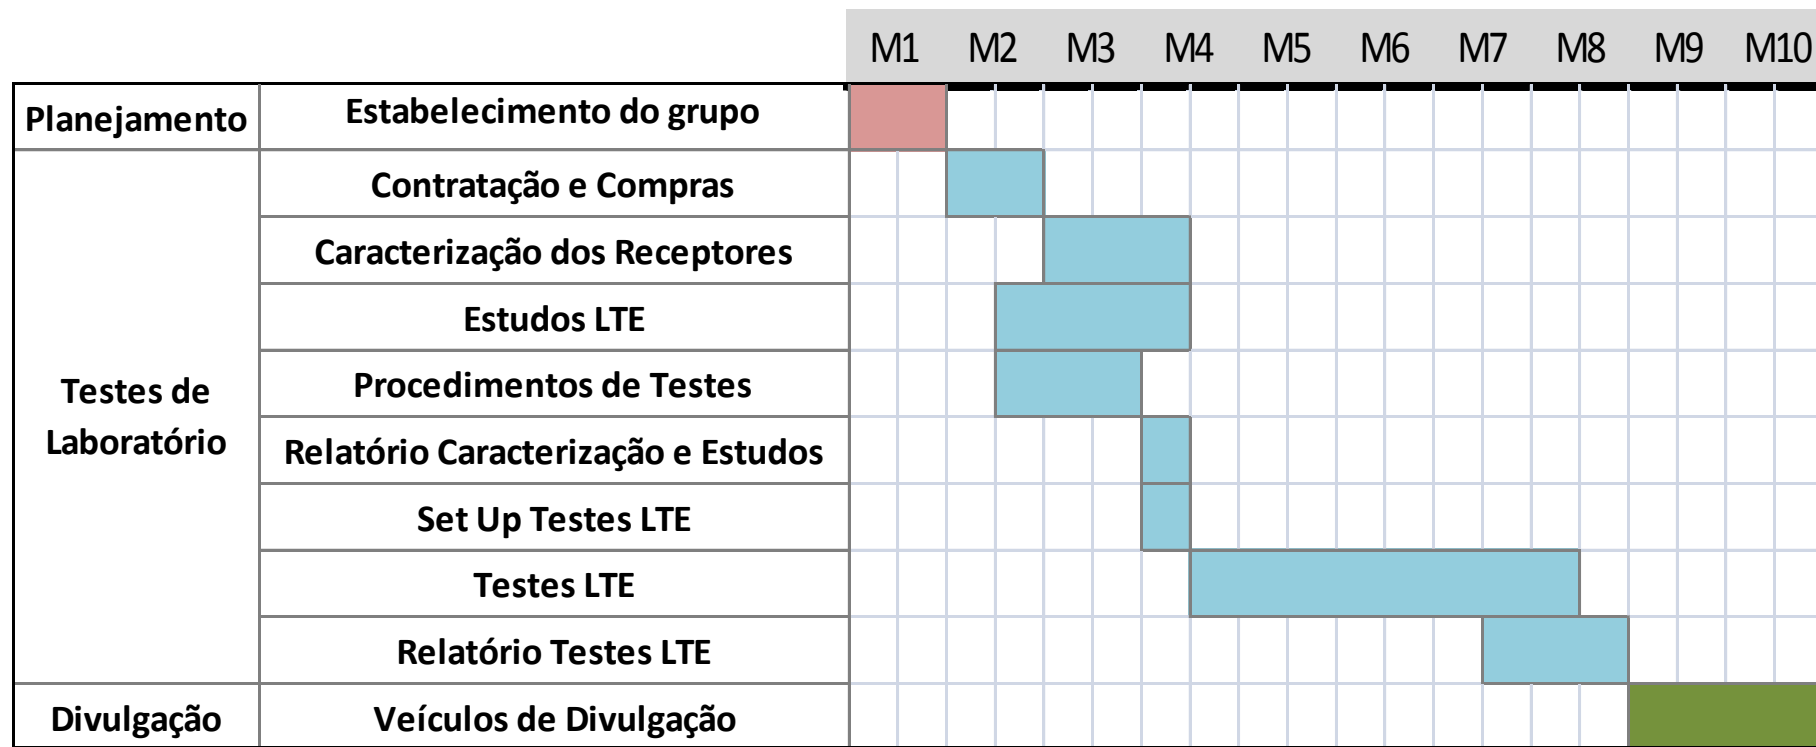 M1 M2 M3 M4 M5 M6 M7 M8 M9 M10
Planejamento Estabelecimento do grupo
Contratação e Compras
Caracterização dos Receptores
Estudos LTE
Testes de
Laboratório
Procedimentos de Testes
Relatório Caracterização e Estudos
Set Up Testes LTE
Testes LTE
Relatório Testes LTE
Divulgação Veículos de Divulgação